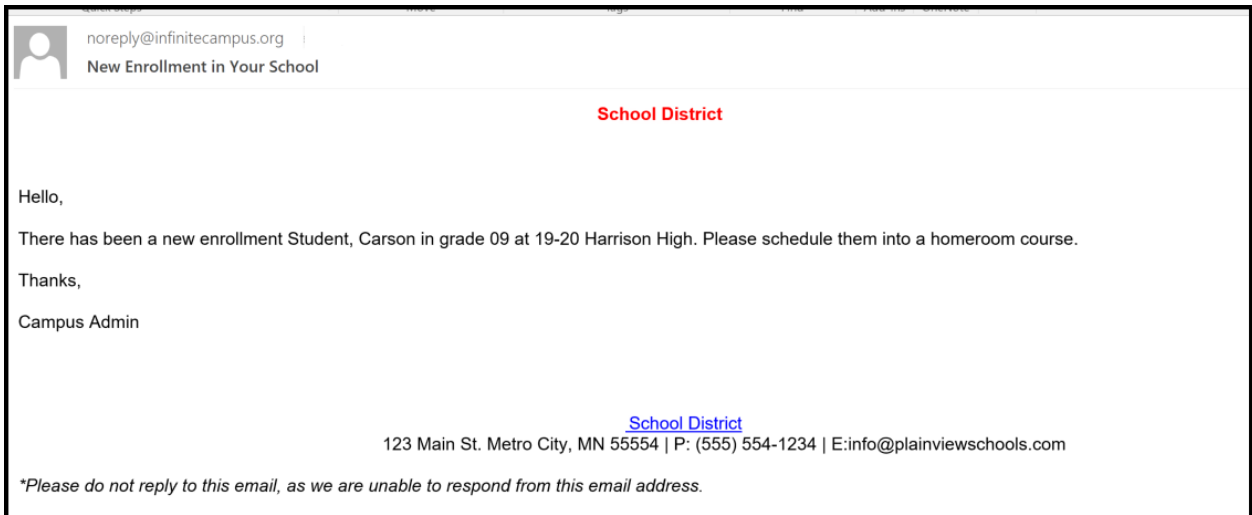 noreply@infinitecampus.org
New Enrollment in Your School
School District
Hello,
There has been a new enrollment Student, Carson in grade 09 at 19-20 Harrison High. Please schedule them into a homeroom course.
Thanks,
Campus Admin
School District
123 Main St. Metro City, MN 55554 | P: (555) 554-1234 | E:info@plainviewschools.com
*Please do not reply to this email, as we are unable to respond from this email address.